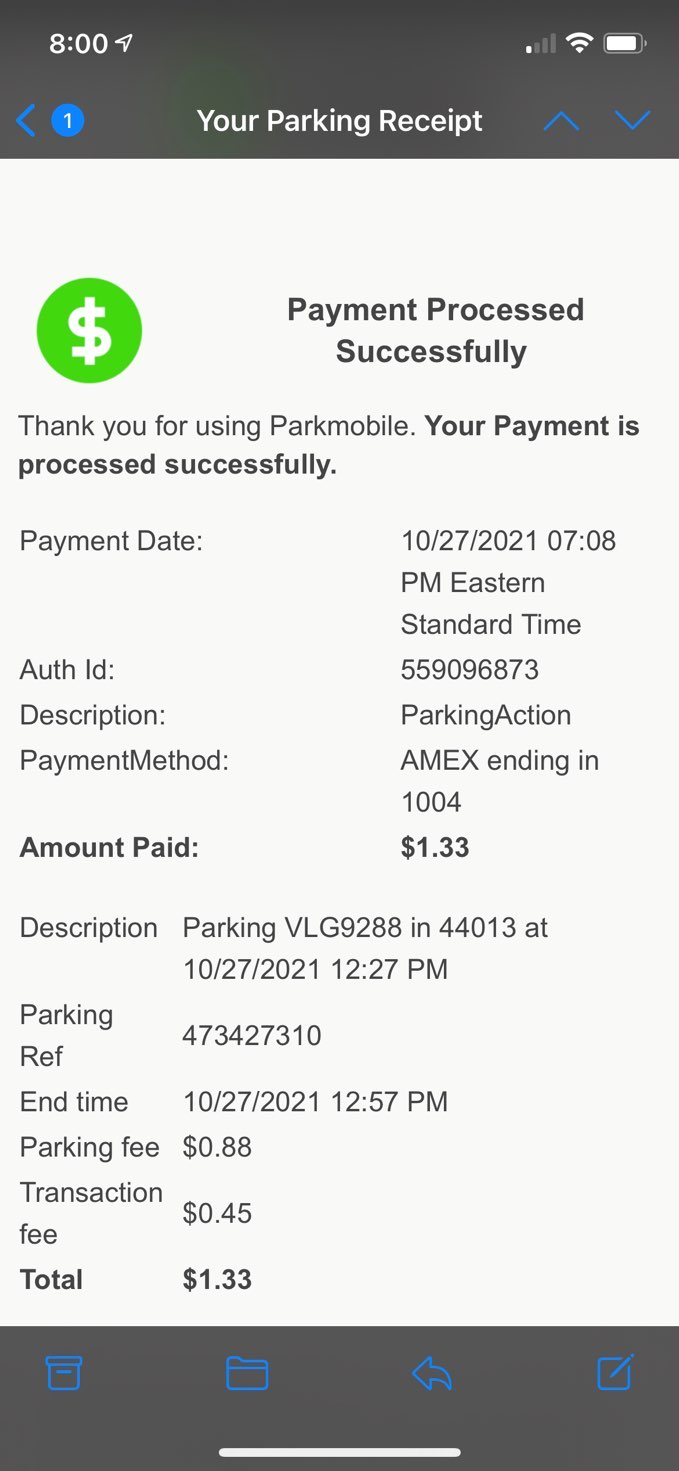 8:00
1
Your Parking Receipt
$
Payment Processed
Successfully
Thank you for using Parkmobile. Your Payment is
processed successfully.
Payment Date: 10/27/2021 07:08
PM Eastern
Standard Time
Auth Id: 559096873
Description: ParkingAction
PaymentMethod: AMEX ending in
1004
Amount Paid: $1.33
Description Parking VLG9288 in 44013 at
10/27/2021 12:27 PM
Parking
Ref 473427310
End time 10/27/2021 12:57 PM
Parking fee $0.88
Transaction
fee $0.45
Total $1.33